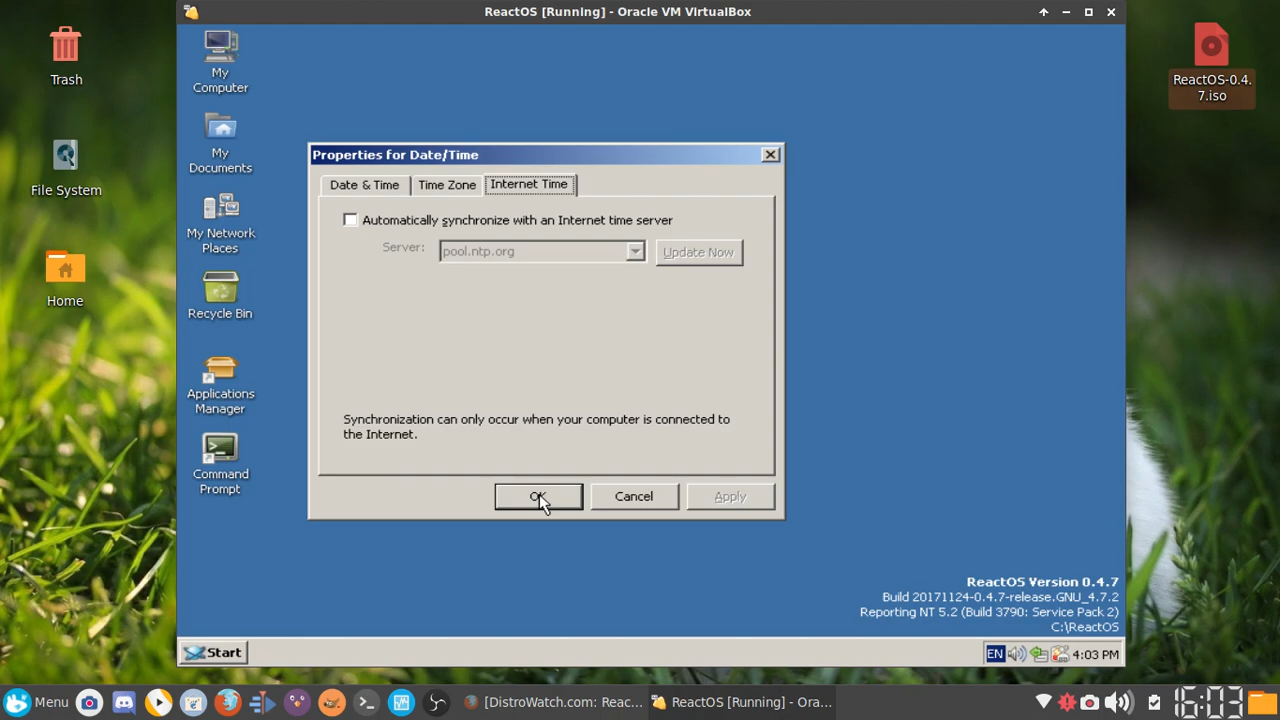 ReactOS [Running] - Oracle VM VirtualBox
Trash
File System
Home
My
Computer
My
Documents
My Network
Places
Recycle Bin
Applications
Manager
Command
Prompt
ReactOS-0.4.
7.iso
Properties for Date/Time
Date & Time
Time Zone
Internet Time
Automatically synchronize with an Internet time server
Server:
pool.ntp.org
Update Now
Synchronization can only occur when your computer is connected to
the Internet.
OK
Cancel
Apply
ReactOS Version 0.4.7
Build 20171124-0.4.7-release.GNU_4.7.2
Reporting NT 5.2 (Build 3790: Service Pack 2)
C:\ReactOS
Start
EN
4:03 PM
Menu
[DistroWatch.com: Reac...
ReactOS [Running] - Ora...
16:03